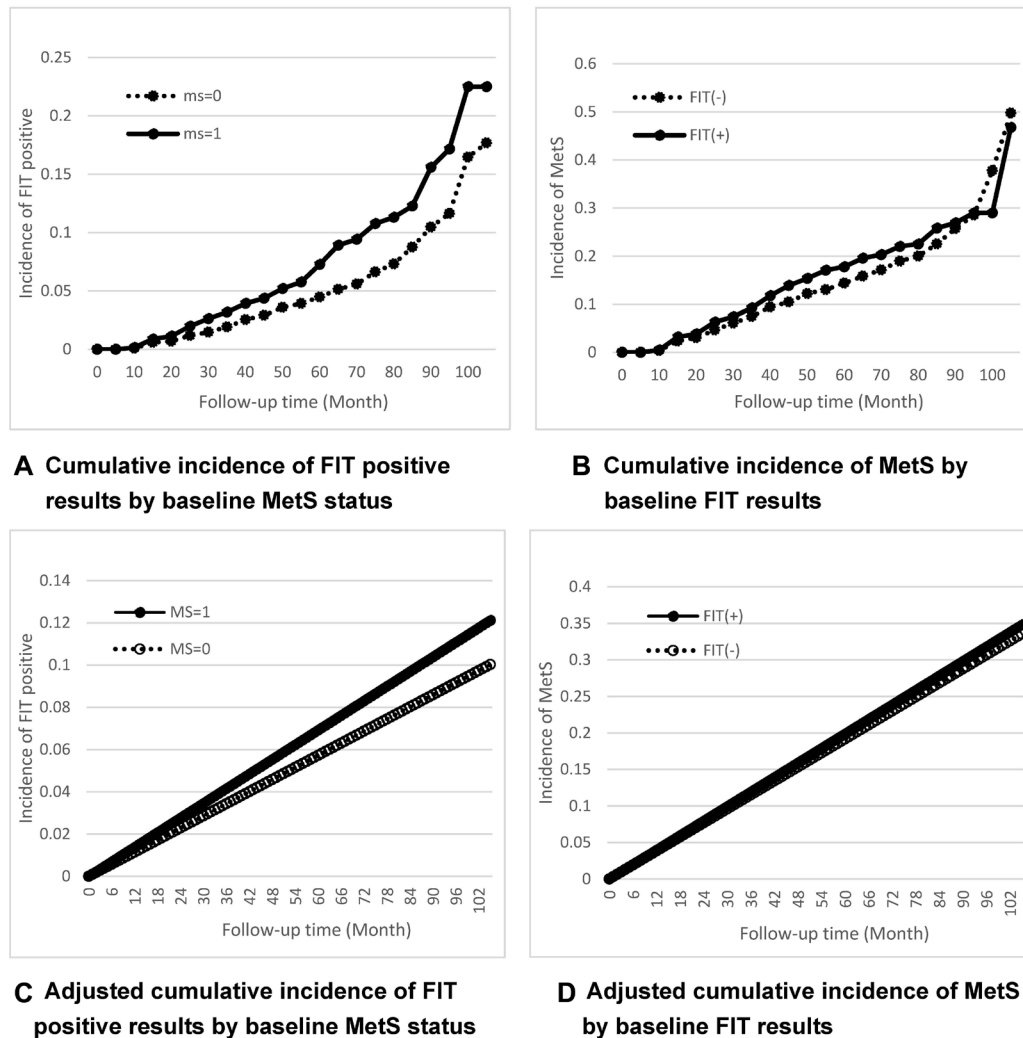 0.25
0.2
0.15
0.1
0.05
0
Incidence of FIT positive
ms=0
ms=1
0 10 20 30 40 50 60 70 80 90 100
Follow-up time (Month)
A Cumulative incidence of FIT positive
results by baseline MetS status
0.6
0.5
0.4
0.3
0.2
0.1
0
Incidence of MetS
FIT(-)
FIT(+)
0 10 20 30 40 50 60 70 80 90 100
Follow-up time (Month)
B Cumulative incidence of MetS by
baseline FIT results
0.14
0.12
0.1
0.08
0.06
0.04
0.02
0
Incidence of FIT positive
MS=1
MS=0
0 6 12 18 24 30 36 42 48 54 60 66 72 78 84 90 96 102
Follow-up time (Month)
C Adjusted cumulative incidence of FIT
positive results by baseline MetS status
0.4
0.35
0.3
0.25
0.2
0.15
0.1
0.05
0
Incidence of MetS
FIT(+)
FIT(-)
0 6 12 18 24 30 36 42 48 54 60 66 72 78 84 90 96 102
Follow-up time (Month)
D Adjusted cumulative incidence of MetS
by baseline FIT results